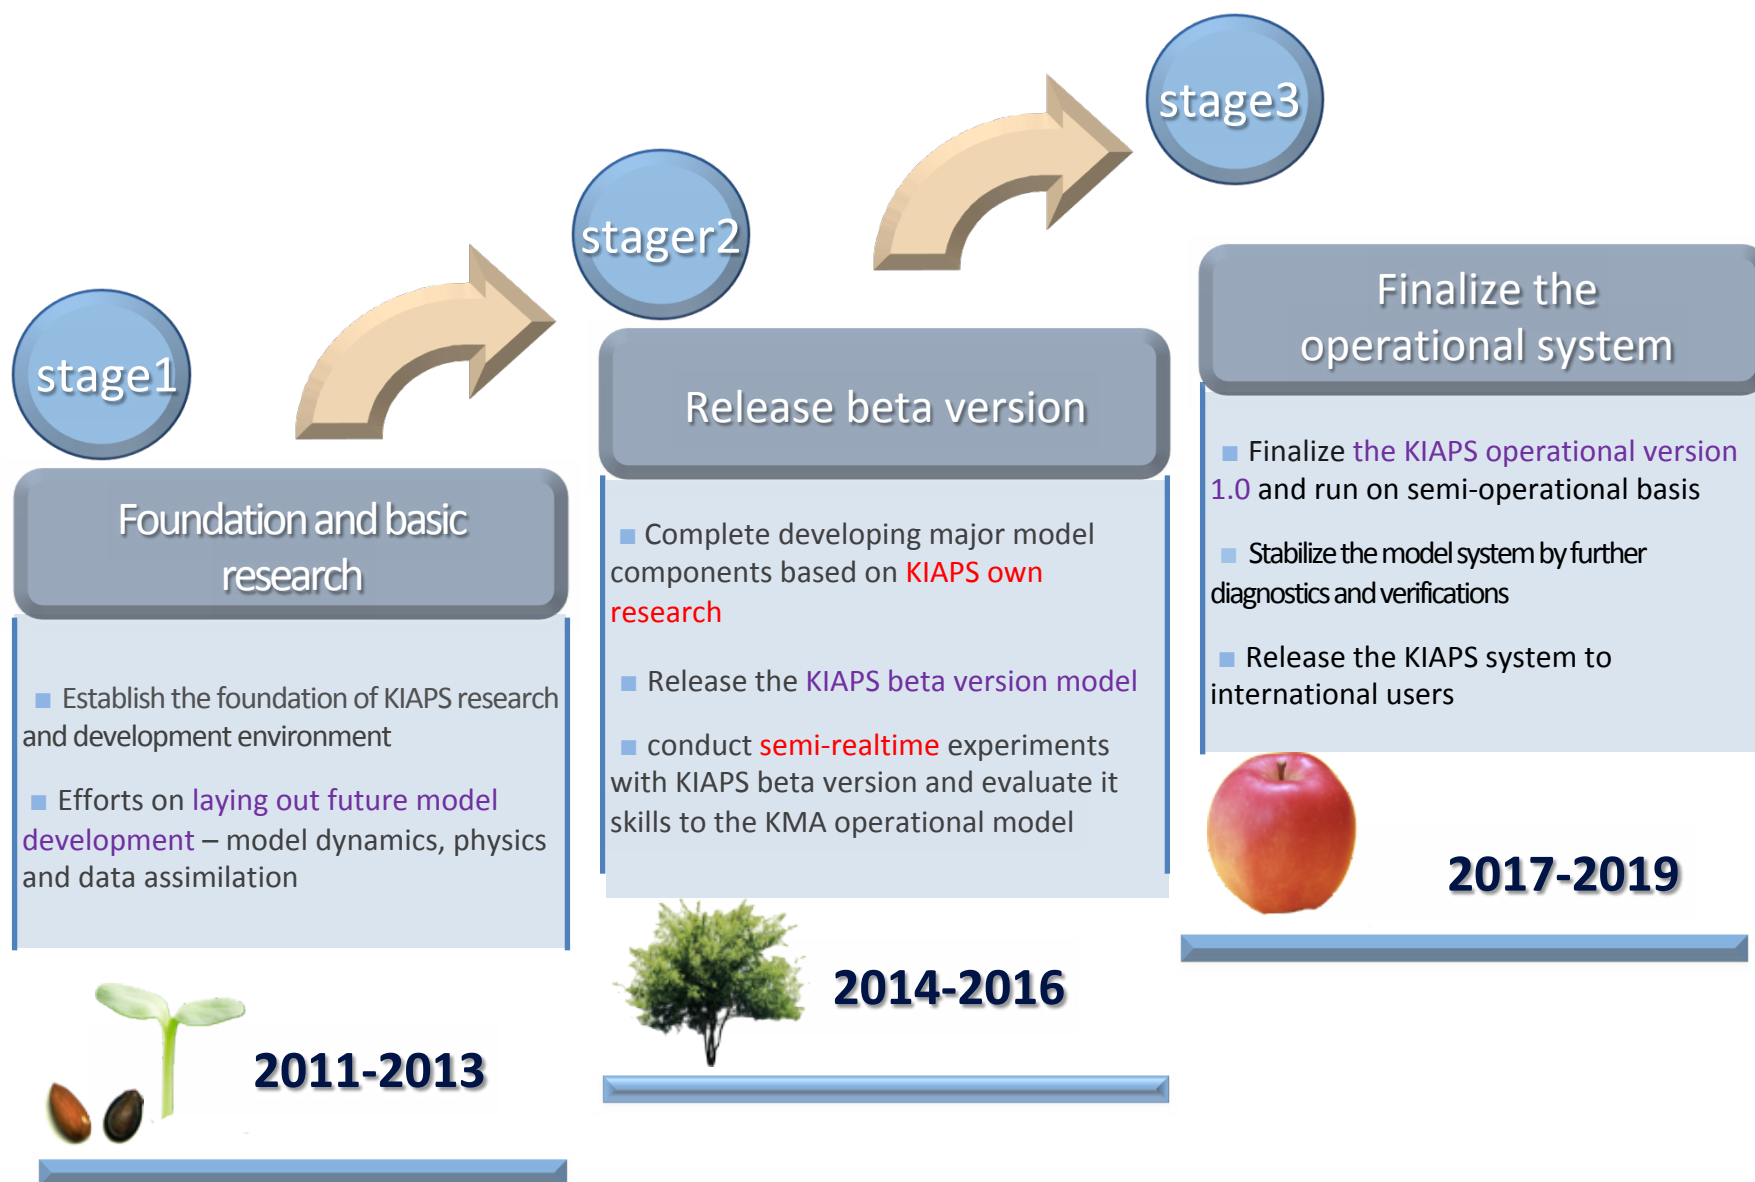 stage1
Foundation and basic
research
■ Establish the foundation of KIAPS research
and development environment
■ Efforts on laying out future model
development – model dynamics, physics
and data assimilation
2011-2013
stager2
Release beta version
■ Complete developing major model
components based on KIAPS own
research
■ Release the KIAPS beta version model
■ conduct semi-realtime experiments
with KIAPS beta version and evaluate it
skills to the KMA operational model
2014-2016
stage3
Finalize the
operational system
■ Finalize the KIAPS operational version
1.0 and run on semi-operational basis
■ Stabilize the model system by further
diagnostics and verifications
■ Release the KIAPS system to
international users
2017-2019